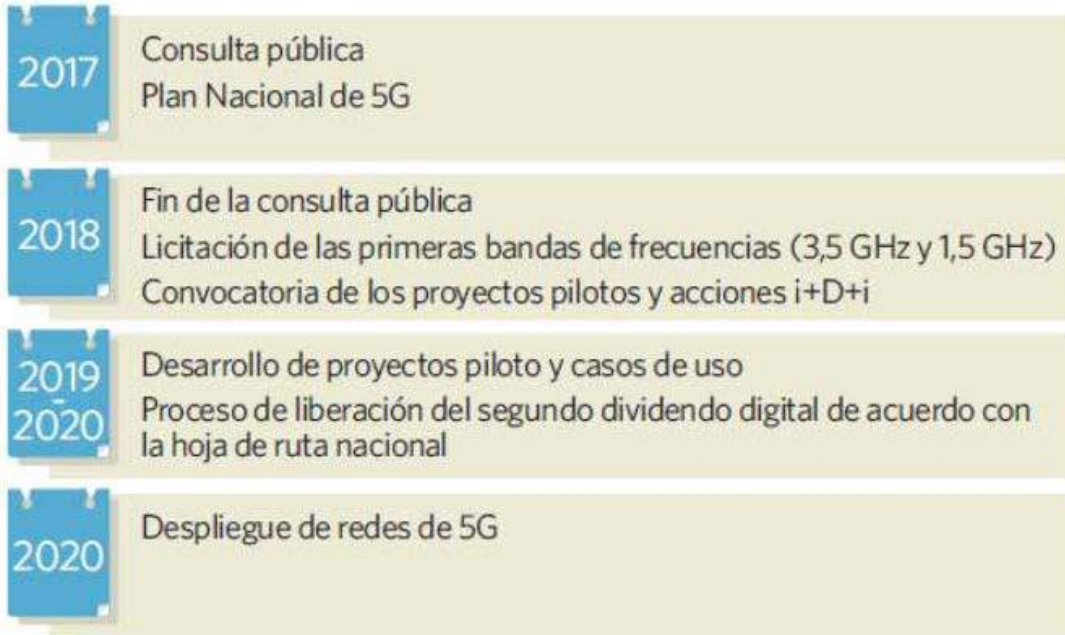 2017
Consulta pública
Plan Nacional de 5G
2018
Fin de la consulta pública
Licitación de las primeras bandas de frecuencias (3,5 GHz y 1,5 GHz)
Convocatoria de los proyectos pilotos y acciones i+D+i
2019
-
2020
Desarrollo de proyectos piloto y casos de uso
Proceso de liberación del segundo dividendo digital de acuerdo con
la hoja de ruta nacional
2020
Despliegue de redes de 5G